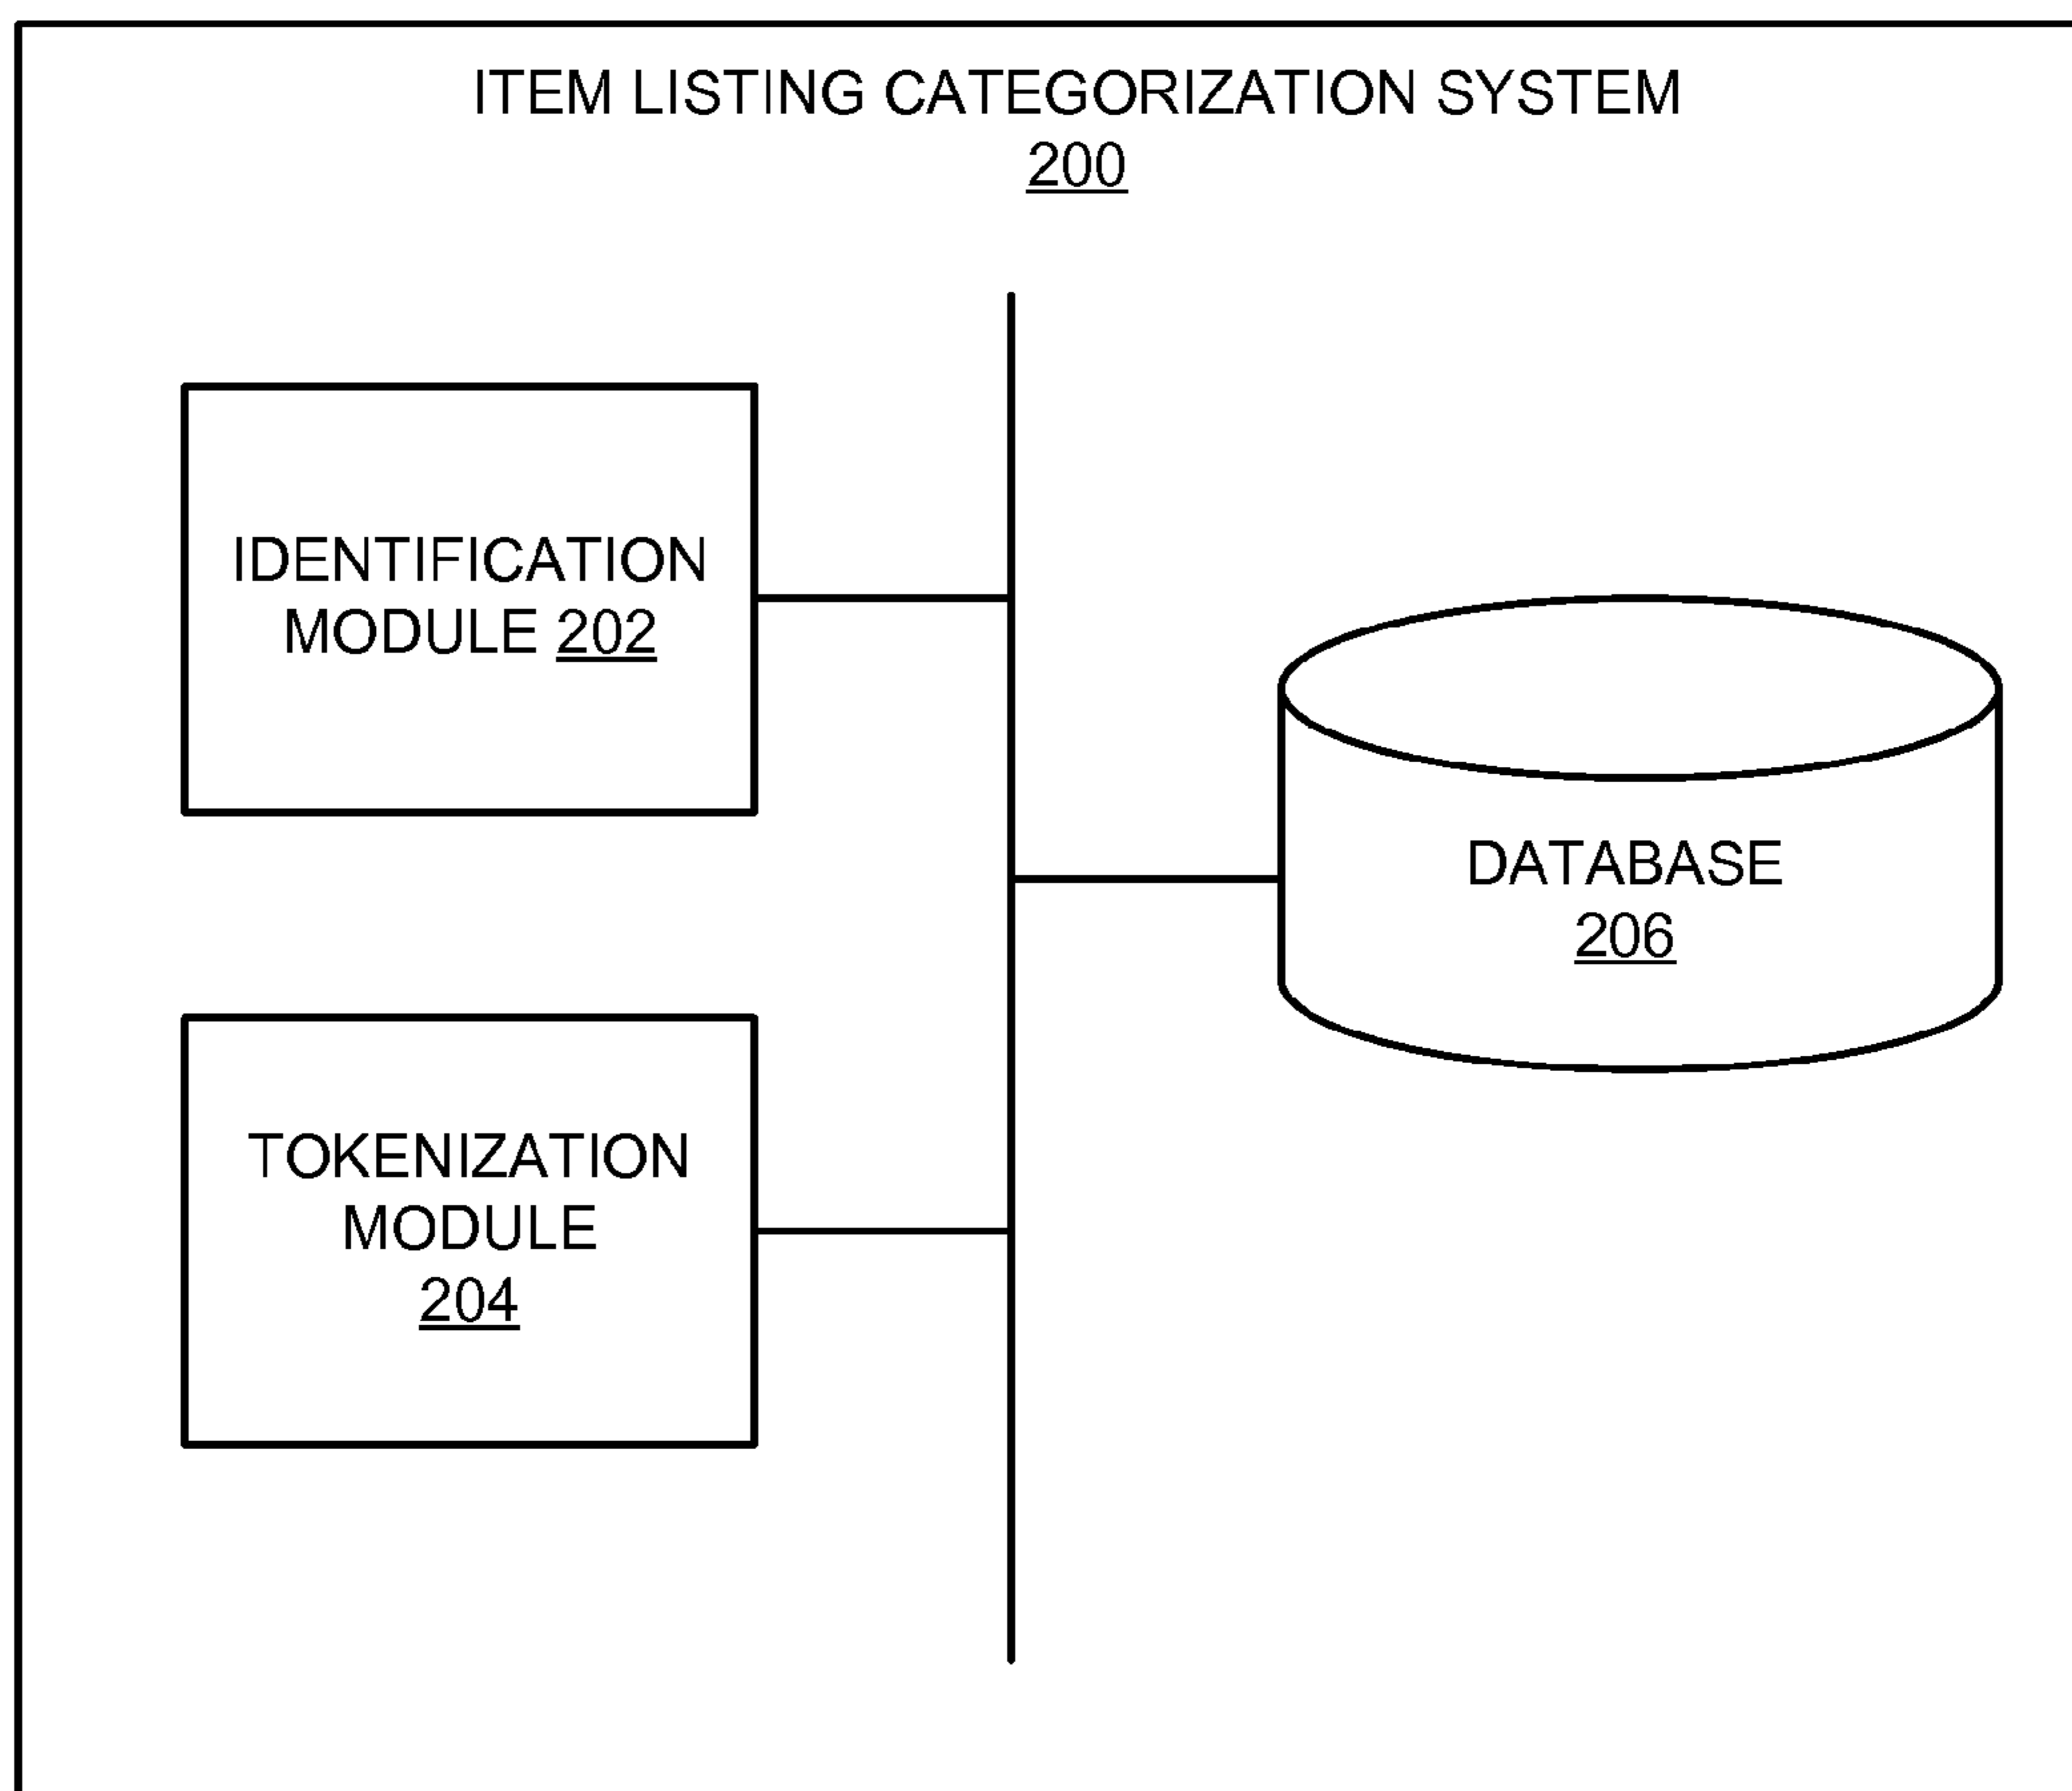 ITEM LISTING CATEGORIZATION SYSTEM
200
IDENTIFICATION
MODULE 202
DATABASE
206
TOKENIZATION
MODULE
204